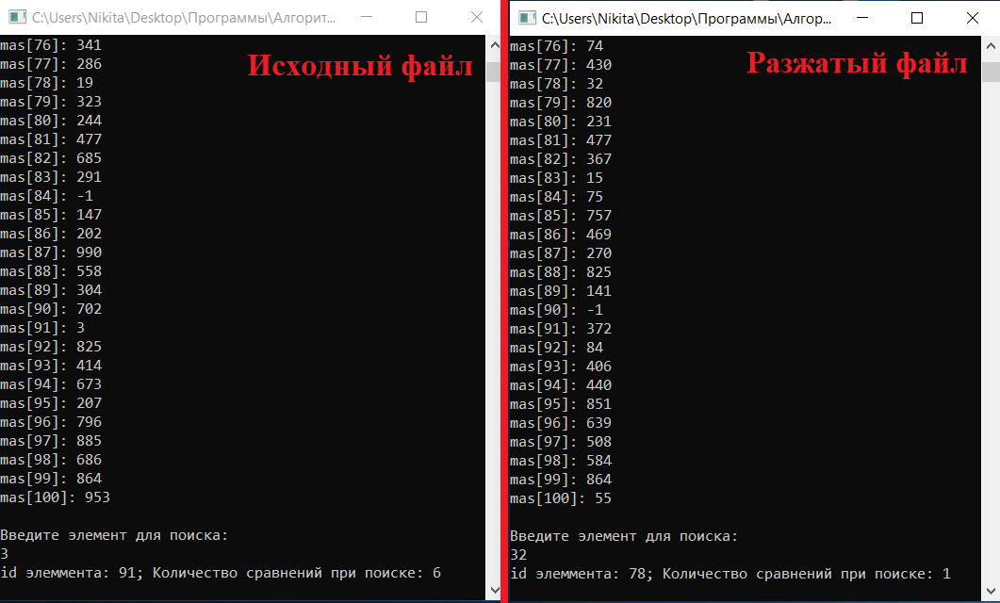 C:\Users\Nikita\Desktop\Программы\Алгорит...
Исходный файл
mas[76]: 341
mas[77]: 286
mas[78]: 19
mas[79]: 323
mas[80]: 244
mas[81]: 477
mas[82]: 685
mas[83]: 291
mas[84]: -1
mas[85]: 147
mas[86]: 202
mas[87]: 990
mas[88]: 558
mas[89]: 304
mas[90]: 702
mas[91]: 3
mas[92]: 825
mas[93]: 414
mas[94]: 673
mas[95]: 207
mas[96]: 796
mas[97]: 885
mas[98]: 686
mas[99]: 864
mas[100]: 953
Введите элемент для поиска:
3
id элеммента: 91; Количество сравнений при поиске: 6
C:\Users\Nikita\Desktop\Программы\Алгор...
Разжатый файл
mas[76]: 74
mas[77]: 430
mas[78]: 32
mas[79]: 820
mas[80]: 231
mas[81]: 477
mas[82]: 367
mas[83]: 15
mas[84]: 75
mas[85]: 757
mas[86]: 469
mas[87]: 270
mas[88]: 825
mas[89]: 141
mas[90]: -1
mas[91]: 372
mas[92]: 84
mas[93]: 406
mas[94]: 440
mas[95]: 851
mas[96]: 639
mas[97]: 508
mas[98]: 584
mas[99]: 864
mas[100]: 55
Введите элемент для поиска:
32
id элеммента: 78; Количество сравнений при поиске: 1